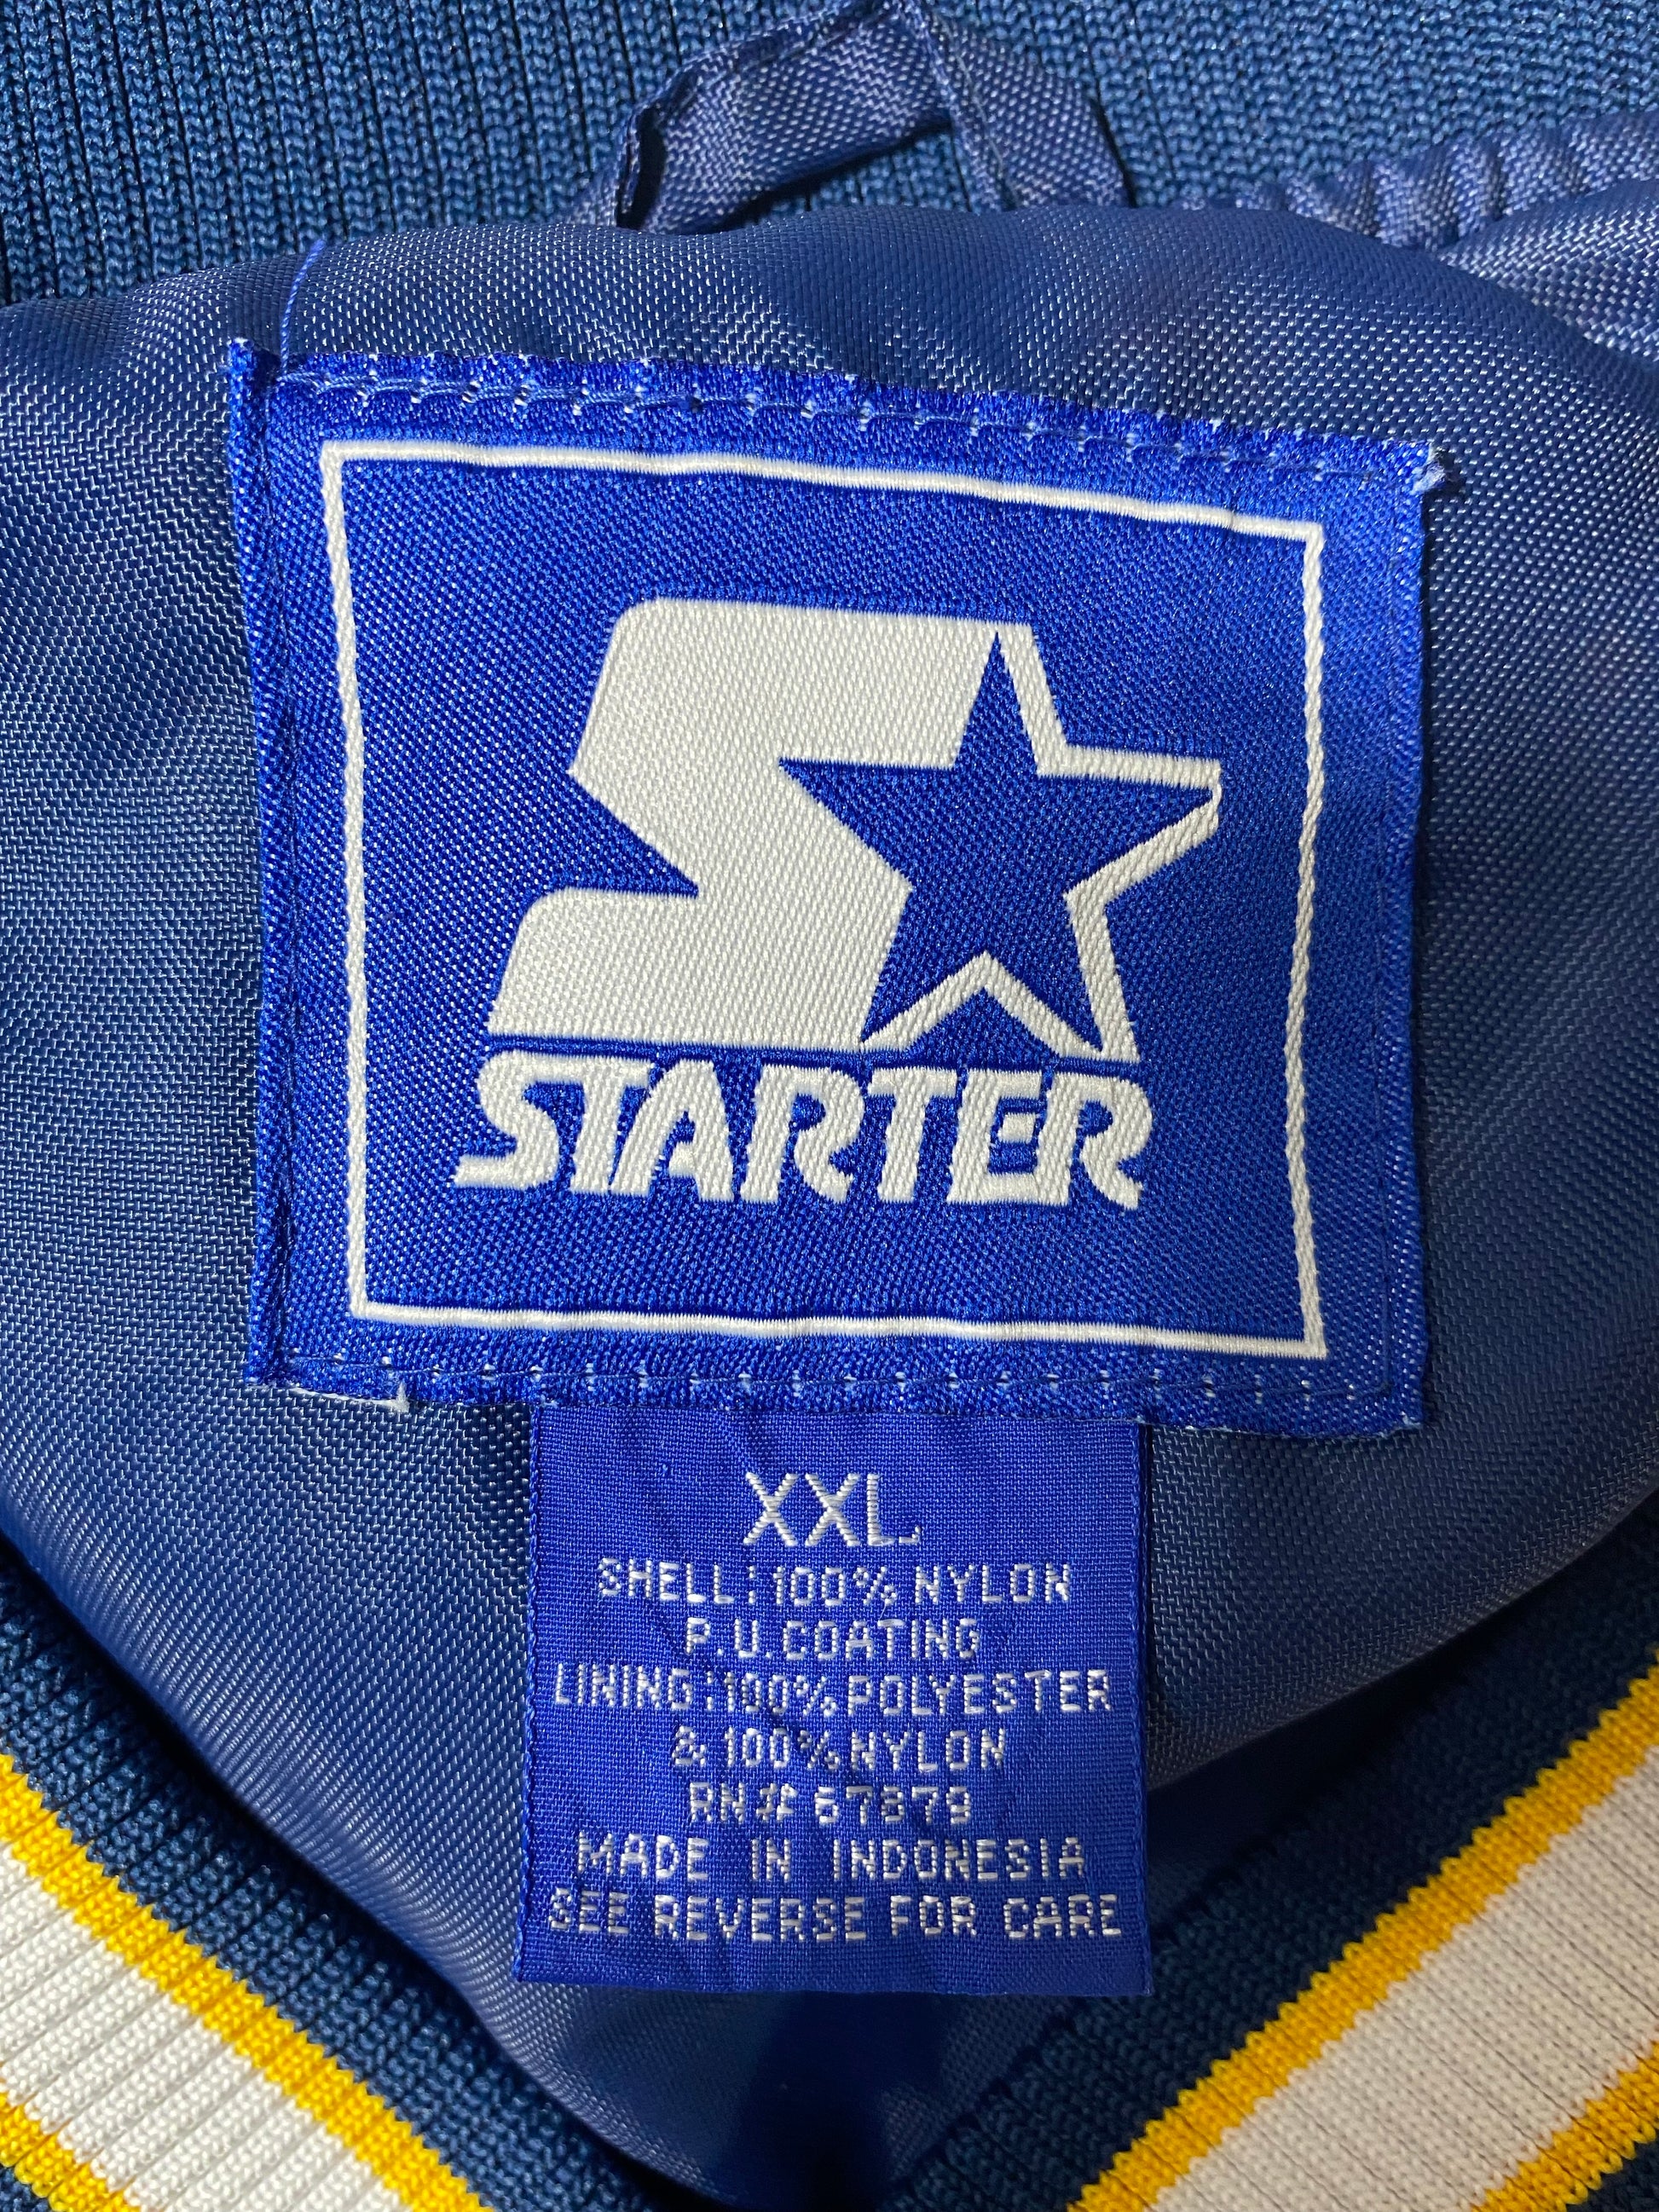 STARTER
XXL
SHELL:100% NYLON
P.U.COATING
LINING:100% POLYESTER
& 100% NYLON
RN# 67879
MADE IN INDONESIA
SEE REVERSE FOR CARE